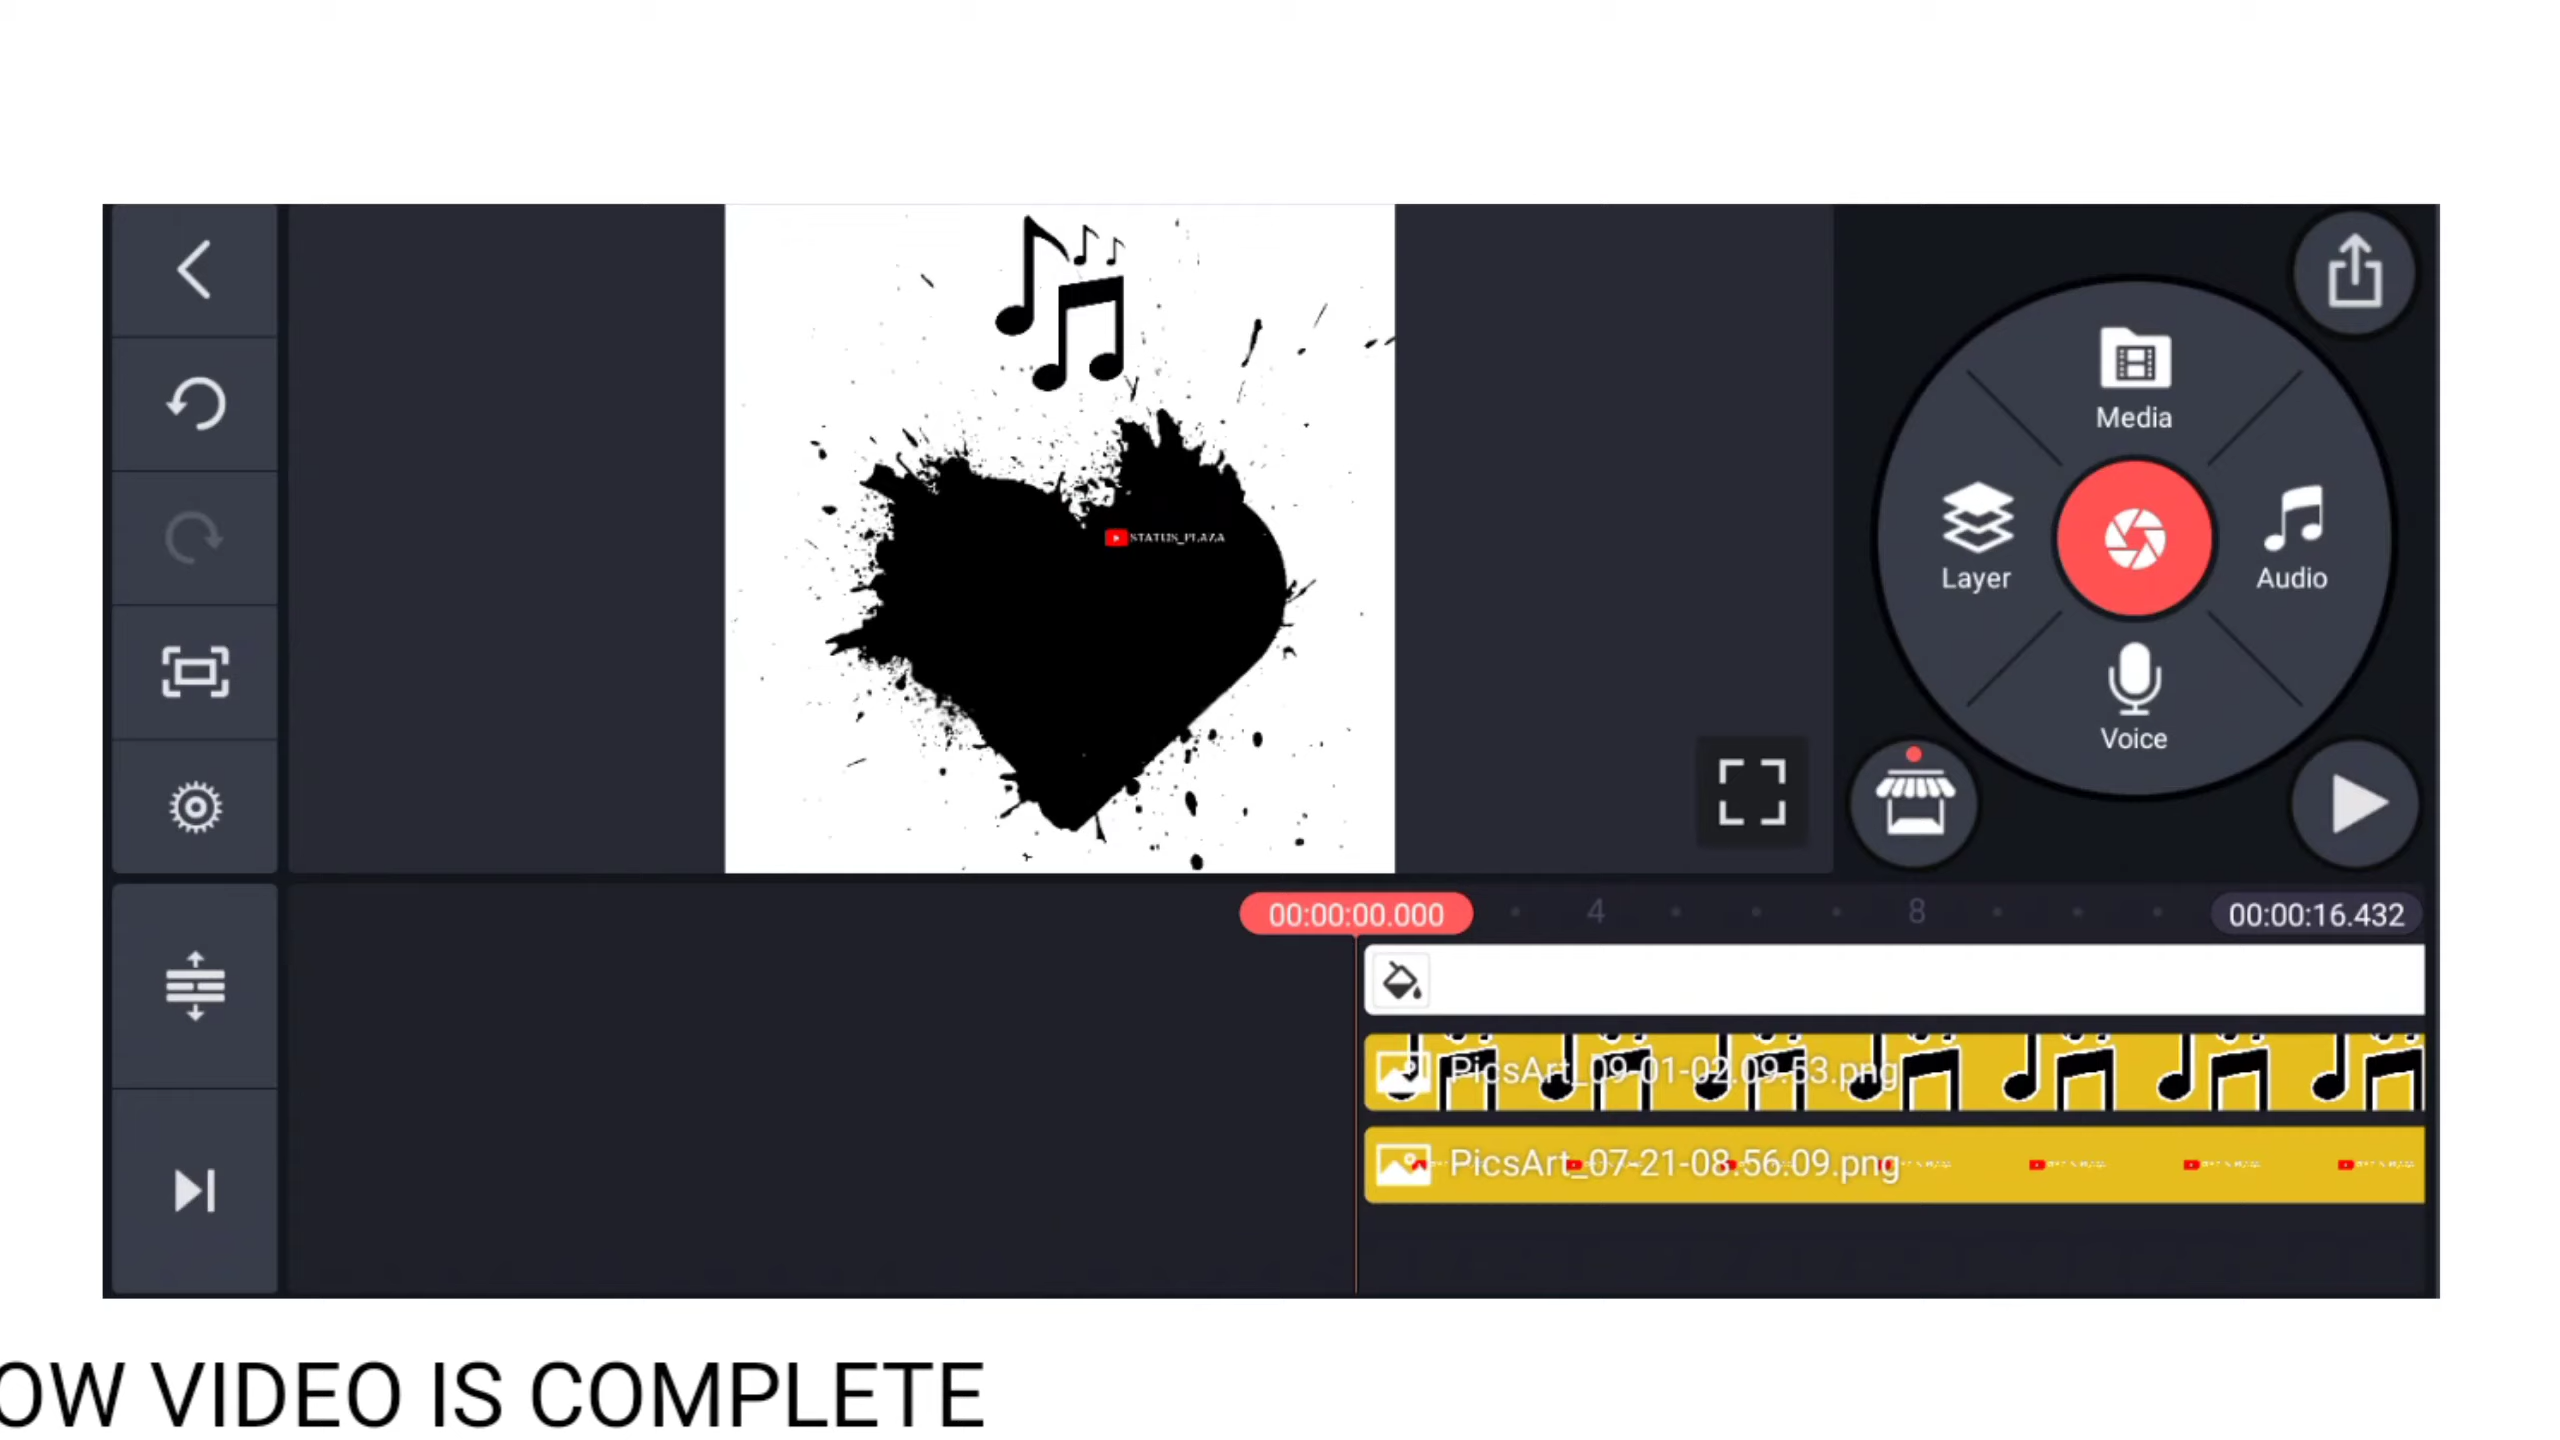 Media
STATUS_PLAZA
Layer
Audio
Voice
00:00:00.000
4
8
00:00:16.432
PicsArt_09-01-02.09.53.png
PicsArt_07-21-08.56.09.png
OW VIDEO IS COMPLETE